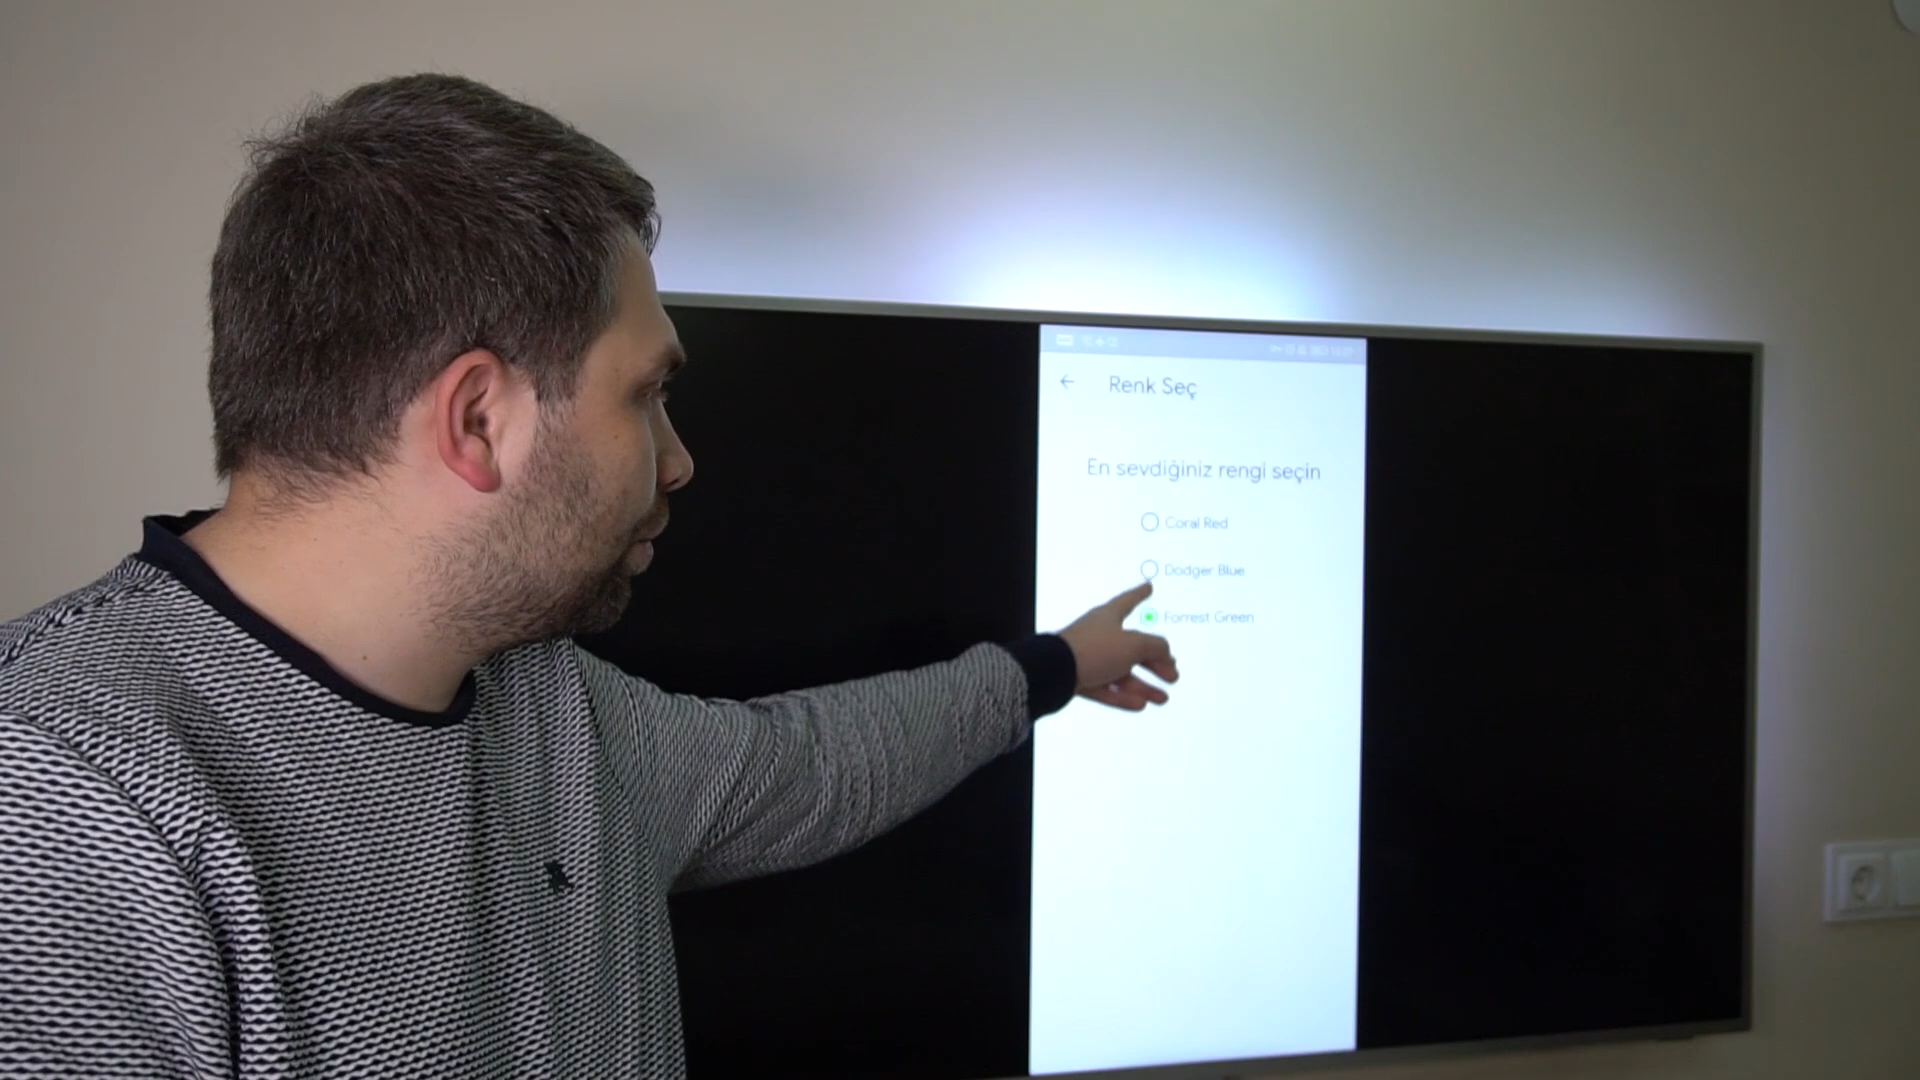 Renk Seç
En sevdiğiniz rengi seçin
Coral Red
Dodger Blue
Forrest Green